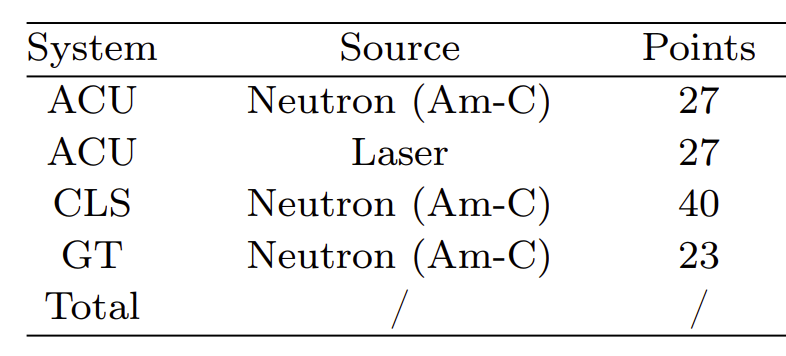 System Source Points
ACU Neutron (Am-C) 27
ACU Laser 27
CLS Neutron (Am-C) 40
GT Neutron (Am-C) 23
Total / /